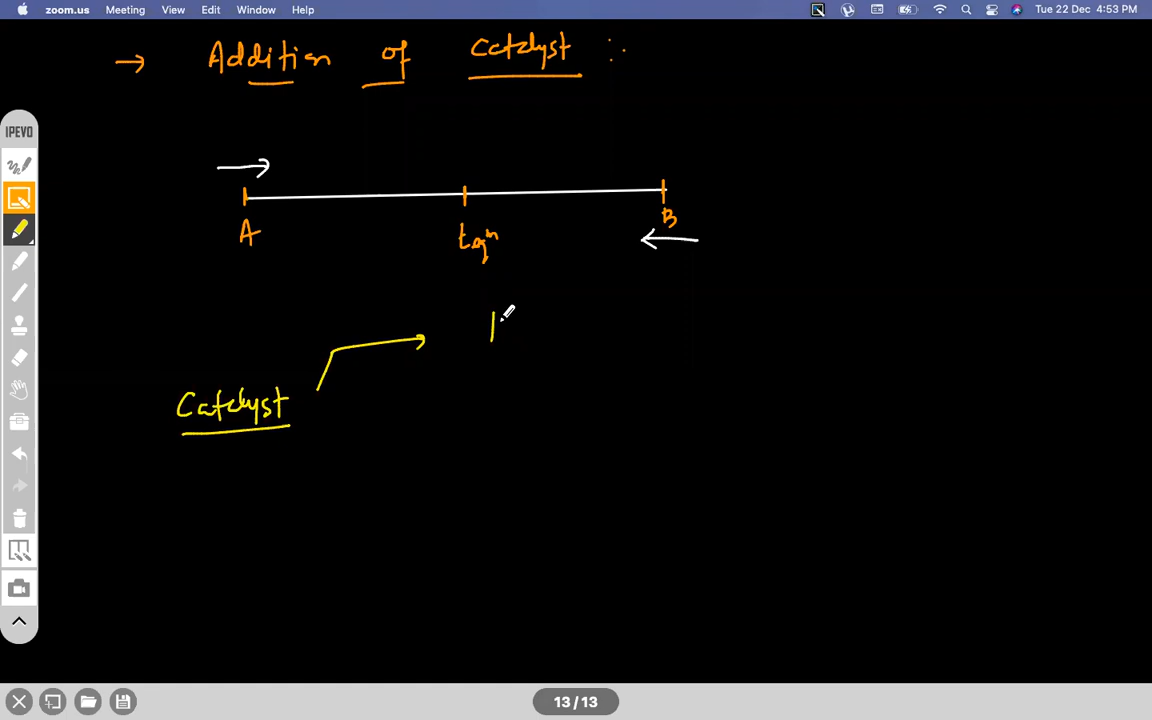 zoom.us Meeting View Edit Window Help Tue 22 Dec 4:53 PM
→ Addition of Catalyst :
IPEVO
A teqn B
Catalyst
13/13